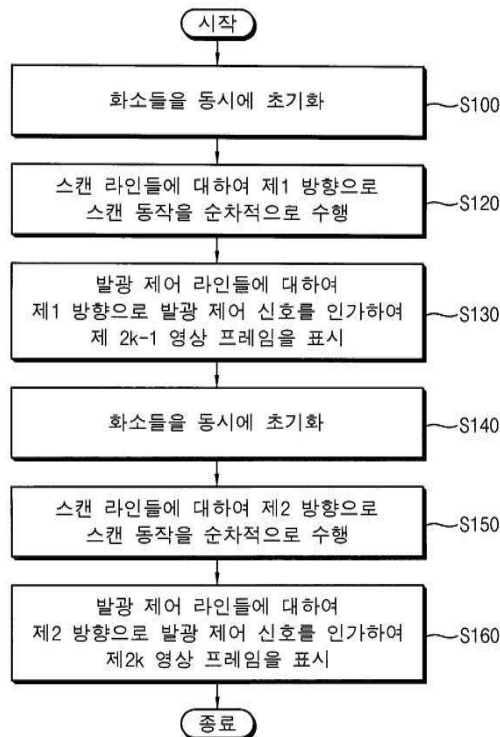 시작
화소들을 동시에 초기화
S100
스캔 라인들에 대하여 제1 방향으로
스캔 동작을 순차적으로 수행
S120
발광 제어 라인들에 대하여
제1 방향으로 발광 제어 신호를 인가하여
제 2k-1 영상 프레임을 표시
S130
화소들을 동시에 초기화
S140
스캔 라인들에 대하여 제2 방향으로
스캔 동작을 순차적으로 수행
S150
발광 제어 라인들에 대하여
제2 방향으로 발광 제어 신호를 인가하여
제2k 영상 프레임을 표시
S160
종료